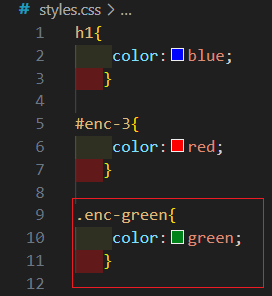 # styles.css > ...
1 h1{
2 color: blue;
3 }
4
5 #enc-3{
6 color: red;
7 }
8
9 .enc-green{
10 color: green;
11 }
12